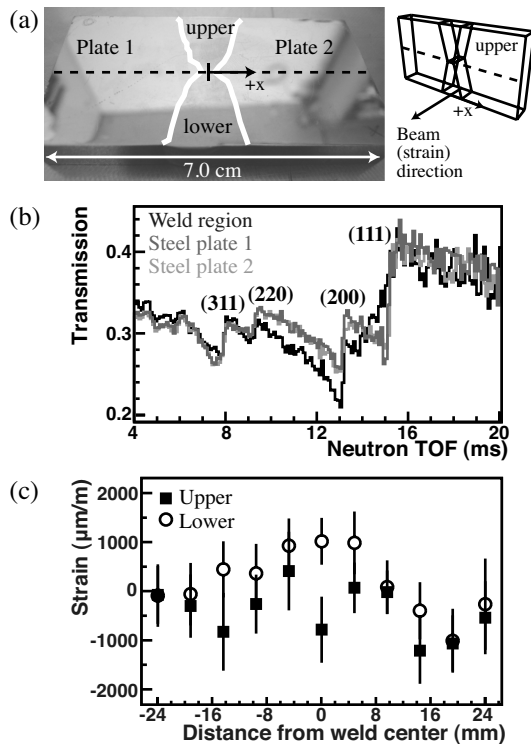 (a)
upper
Plate 1
Plate 2
+x
lower
7.0 cm
upper
+x
Beam
(strain)
direction
(b)
Transmission
0.4
0.3
0.2
Weld region
Steel plate 1
Steel plate 2
(311)
(220)
(200)
(111)
4 8 12 16 20
Neutron TOF (ms)
(c)
Strain (μm/m)
2000
1000
0
-1000
-2000
Upper
Lower
-24 -16 -8 0 8 16 24
Distance from weld center (mm)